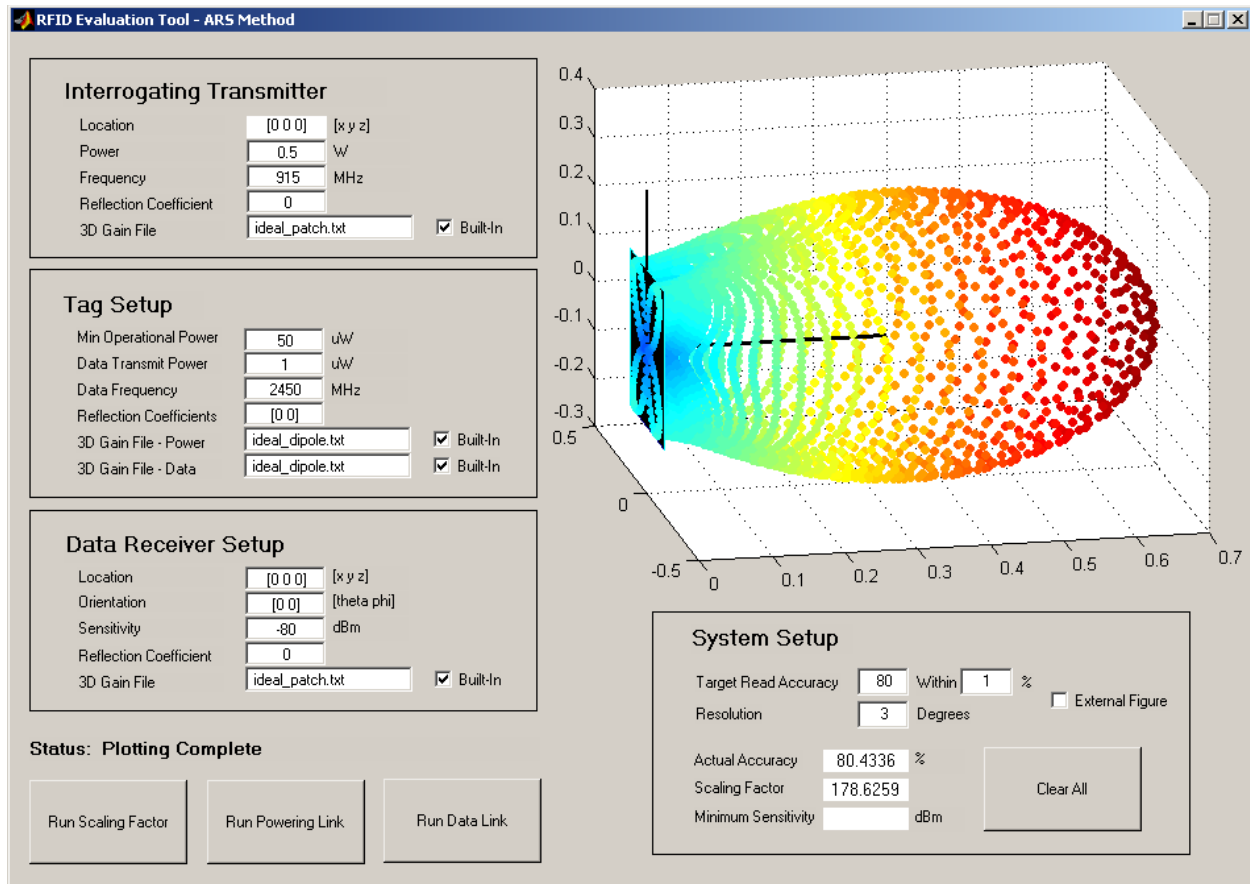 RFID Evaluation Tool - ARS Method
Interrogating Transmitter
Location [0 0 0] [x y z]
Power 0.5 W
Frequency 915 MHz
Reflection Coefficient 0
3D Gain File ideal_patch.txt Built-In
Tag Setup
Min Operational Power 50 uW
Data Transmit Power 1 uW
Data Frequency 2450 MHz
Reflection Coefficients [0 0]
3D Gain File - Power ideal_dipole.txt Built-In
3D Gain File - Data ideal_dipole.txt Built-In
Data Receiver Setup
Location [0 0 0] [x y z]
Orientation [0 0] [theta phi]
Sensitivity -80 dBm
Reflection Coefficient 0
3D Gain File ideal_patch.txt Built-In
Status: Plotting Complete
Run Scaling Factor Run Powering Link Run Data Link
0.4
0.3
0.2
0.1
0
-0.1
-0.2
-0.3
0.5
0
-0.5
0 0.1 0.2 0.3 0.4 0.5 0.6 0.7
System Setup
Target Read Accuracy 80 Within 1 %
Resolution 3 Degrees
External Figure
Actual Accuracy 80.4336 %
Scaling Factor 178.6259
Minimum Sensitivity dBm
Clear All